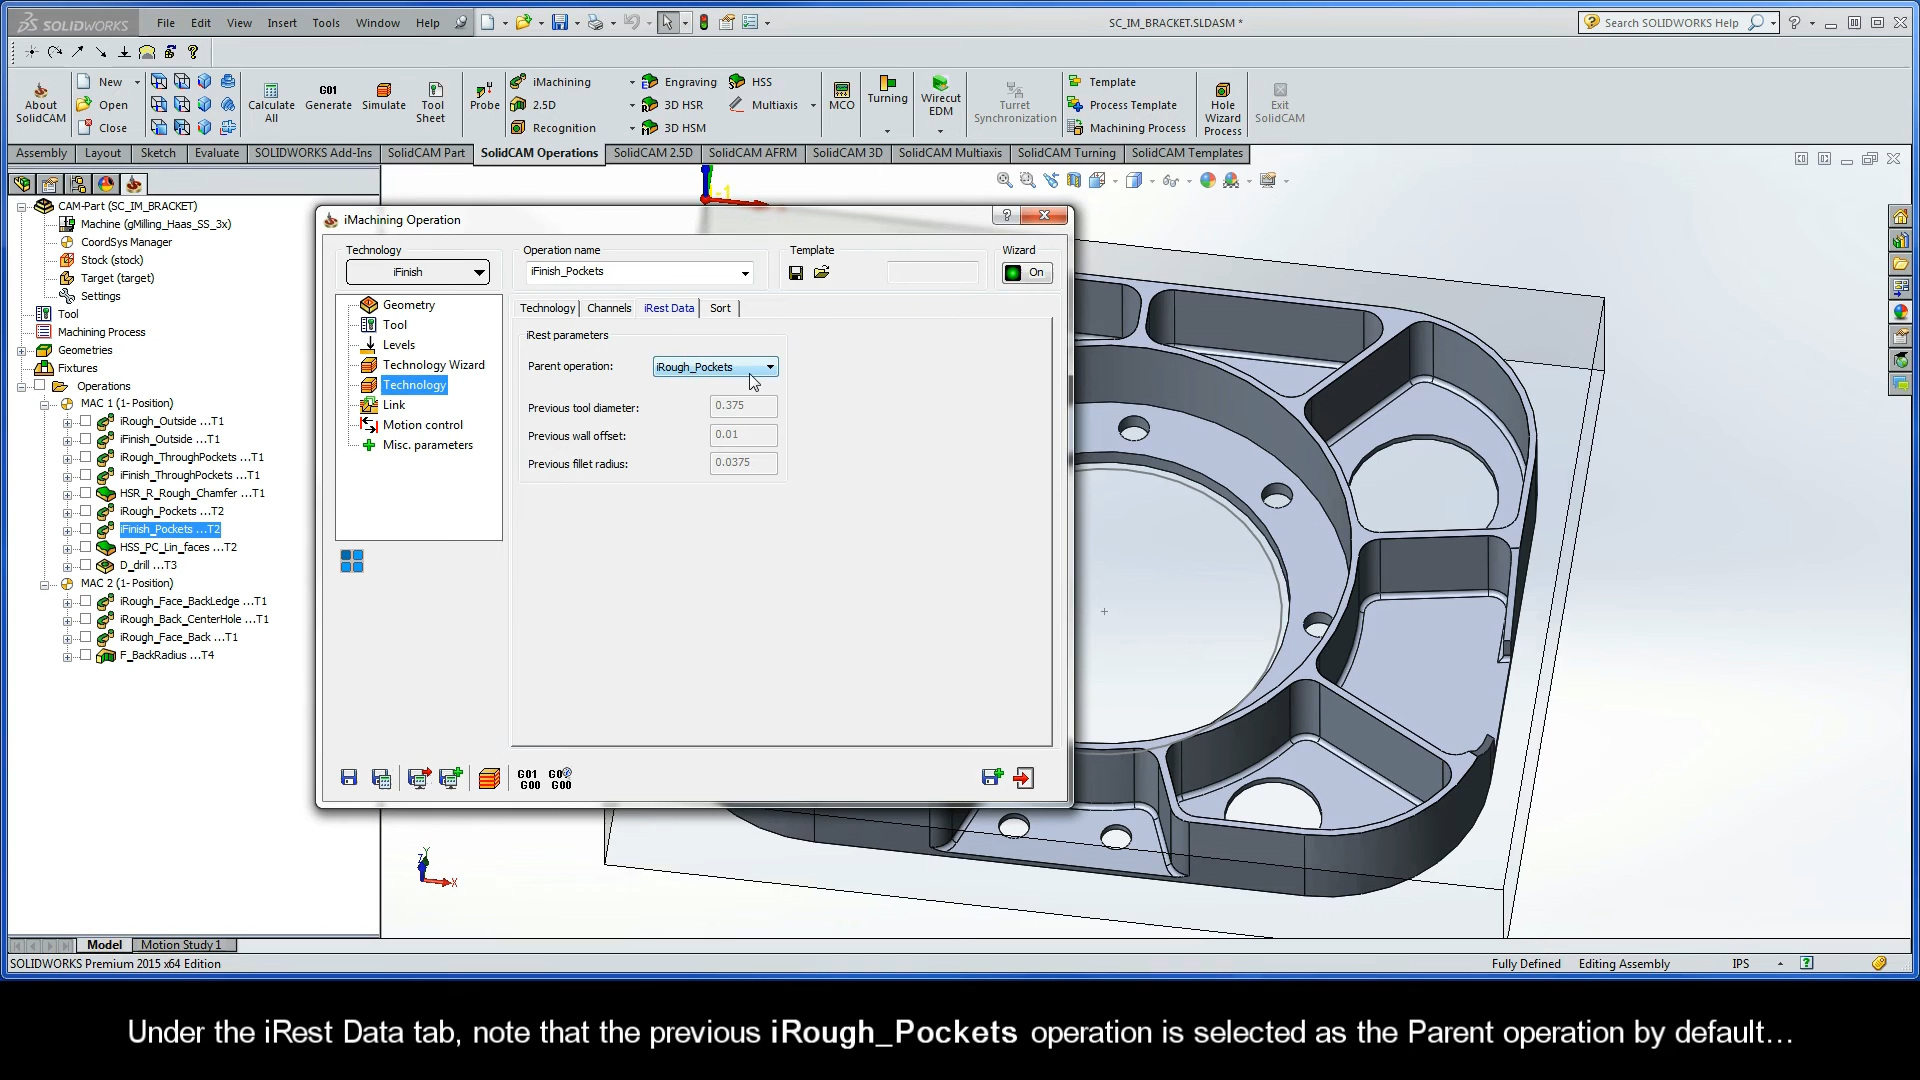 SOLIDWORKS File Edit View Insert Tools Window Help SC_IM_BRACKET.SLDASM * Search SOLIDWORKS Help
About SolidCAM
New
Open
Close
Calculate All
G01 Generate
Simulate
Tool Sheet
Probe
iMachining
2.5D
Recognition
Engraving
3D HSR
3D HSM
HSS
Multiaxis
MCO
Turning
Wirecut EDM
Turret Synchronization
Template
Process Template
Machining Process
Hole Wizard Process
Exit SolidCAM
Assembly Layout Sketch Evaluate SOLIDWORKS Add-Ins SolidCAM Part SolidCAM Operations SolidCAM 2.5D SolidCAM AFRM SolidCAM 3D SolidCAM Multiaxis SolidCAM Turning SolidCAM Templates
CAM-Part (SC_IM_BRACKET)
Machine (gMilling_Haas_SS_3x)
CoordSys Manager
Stock (stock)
Target (target)
Settings
Tool
Machining Process
Geometries
Fixtures
Operations
MAC 1 (1- Position)
iRough_Outside ...T1
iFinish_Outside ...T1
iRough_ThroughPockets ...T1
iFinish_ThroughPockets ...T1
HSR_R_Rough_Chamfer ...T1
iRough_Pockets ...T2
iFinish_Pockets ...T2
HSS_PC_Lin_faces ...T2
D_drill ...T3
MAC 2 (1- Position)
iRough_Face_BackLedge ...T1
iRough_Back_CenterHole ...T1
iRough_Face_Back ...T1
F_BackRadius ...T4
-1
iMachining Operation
Technology
iFinish
Operation name
iFinish_Pockets
Template
Wizard
On
Geometry
Tool
Levels
Technology Wizard
Technology
Link
Motion control
Misc. parameters
Technology Channels iRest Data Sort
iRest parameters
Parent operation: iRough_Pockets
Previous tool diameter: 0.375
Previous wall offset: 0.01
Previous fillet radius: 0.0375
G01 G00
G0 G00
Y
Z
X
Model Motion Study 1
SOLIDWORKS Premium 2015 x64 Edition Fully Defined Editing Assembly IPS
Under the iRest Data tab, note that the previous iRough_Pockets operation is selected as the Parent operation by default...